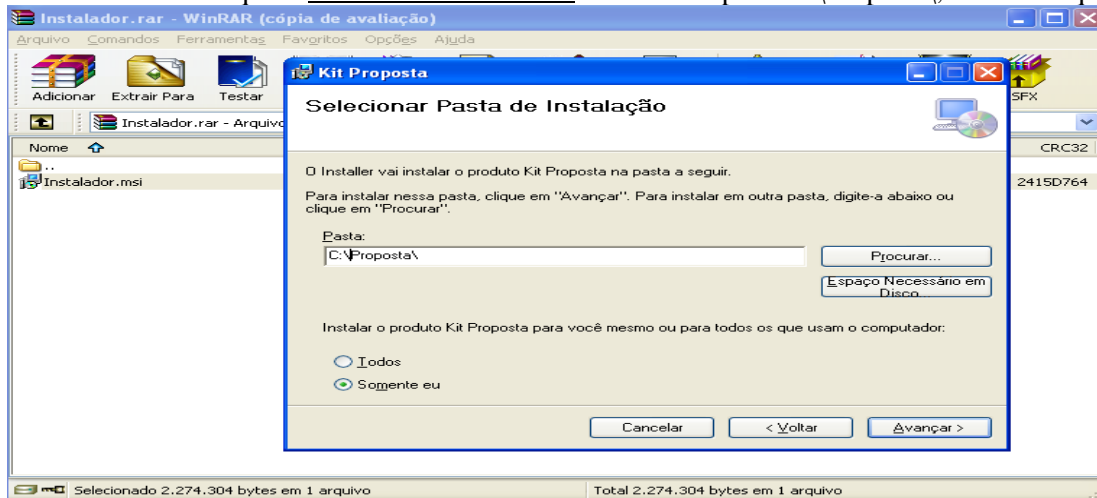 Instalador.rar - WinRAR (cópia de avaliação)
Arquivo Comandos Ferramentas Favoritos Opções Ajuda
Adicionar Extrair Para Testar SFX
Instalador.rar - Arquivo
Nome CRC32
..
Instalador.msi 2415D764
Kit Proposta
Selecionar Pasta de Instalação
O Installer vai instalar o produto Kit Proposta na pasta a seguir.
Para instalar nessa pasta, clique em "Avançar". Para instalar em outra pasta, digite-a abaixo ou
clique em "Procurar".
Pasta:
C:\Proposta\
Procurar...
Espaço Necessário em
Disco...
Instalar o produto Kit Proposta para você mesmo ou para todos os que usam o computador:
Todos
Somente eu
Cancelar < Voltar Avançar >
Selecionado 2.274.304 bytes em 1 arquivo Total 2.274.304 bytes em 1 arquivo